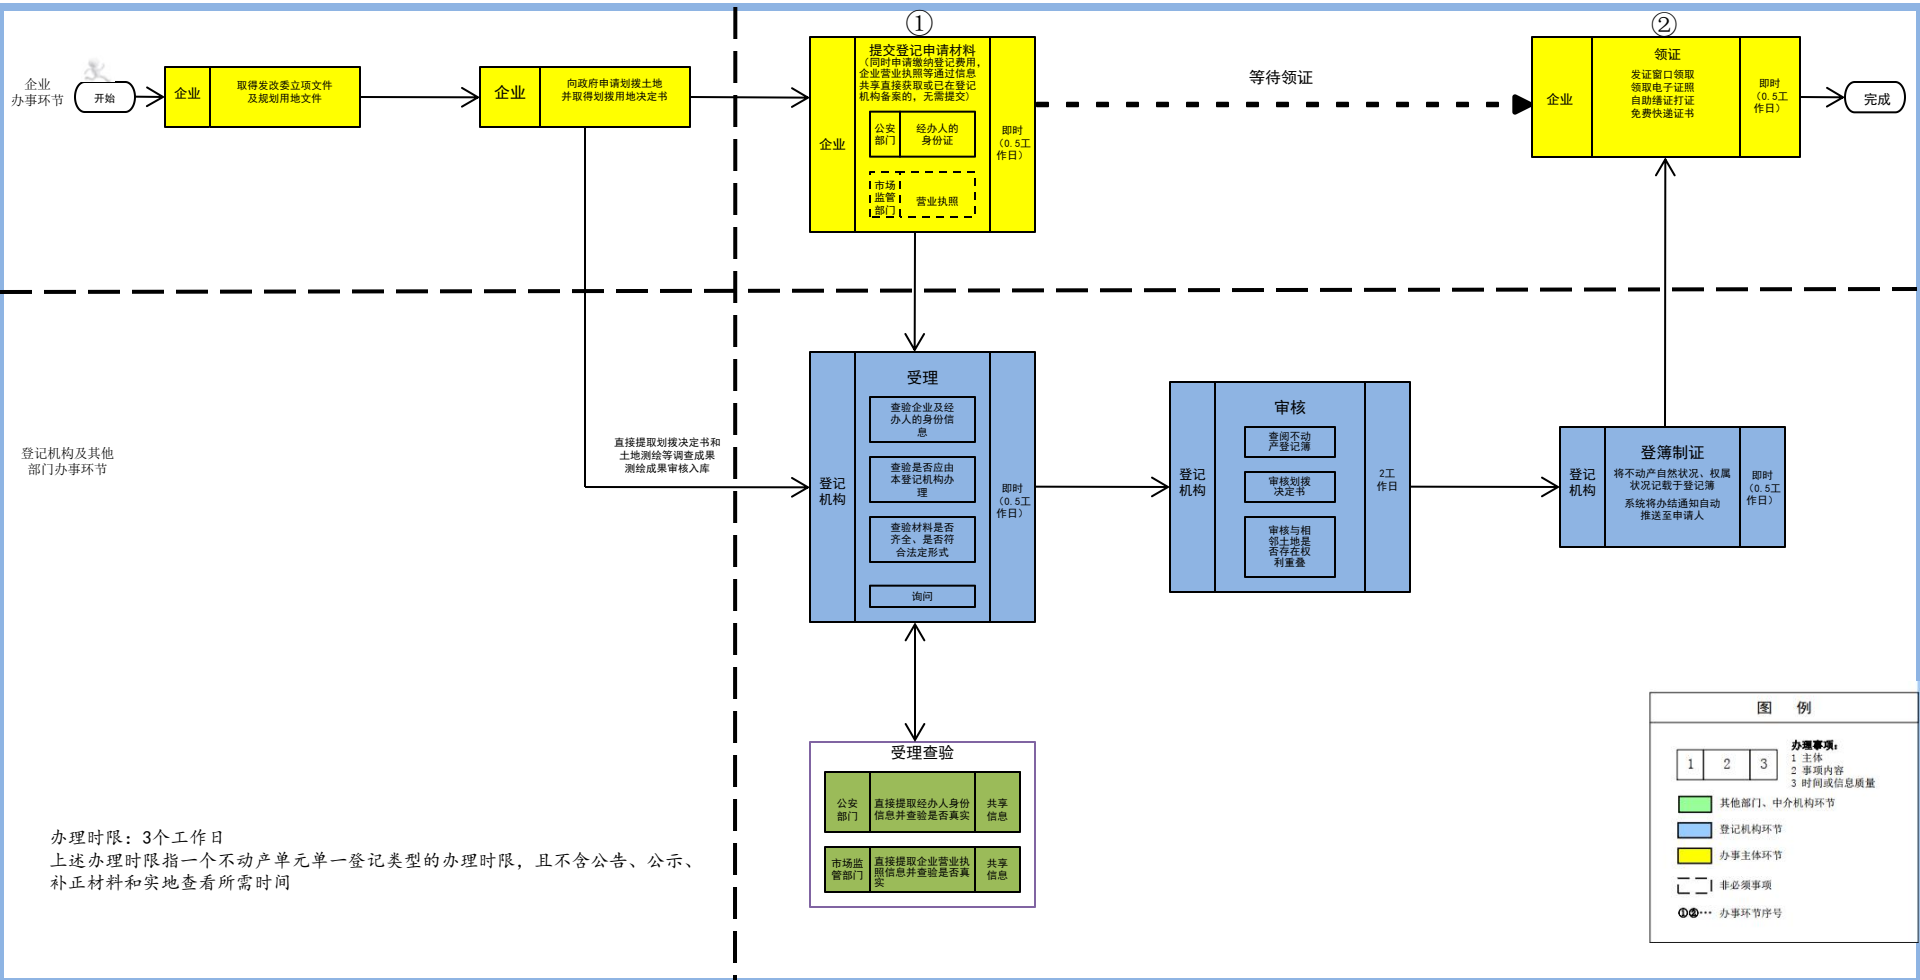 企业
办事环节
开始
企业
取得发改委立项文件
及规划用地文件
企业
向政府申请划拨土地
并取得划拨用地决定书
①
企业
提交登记申请材料
（同时申请缴纳登记费用，
企业营业执照等通过信息
共享直接获取或已在登记
机构备案的，无需提交）
公安
部门
经办人的
身份证
市场
监管
部门
营业执照
即时
（0.5工
作日）
等待领证
②
企业
领证
发证窗口领取
领取电子证照
自助缮证打证
免费快递证书
即时
（0.5工
作日）
完成
登记机构及其他
部门办事环节
直接提取划拨决定书和
土地测绘等调查成果
测绘成果审核入库
登记
机构
受理
查验企业及经
办人的身份信
息
查验是否应由
本登记机构办
理
查验材料是否
齐全、是否符
合法定形式
询问
即时
（0.5工
作日）
登记
机构
审核
查阅不动
产登记簿
审核划拨
决定书
审核与相
邻土地是
否存在权
利重叠
2工
作日
登记
机构
登簿制证
将不动产自然状况、权属
状况记载于登记簿
系统将办结通知自动
推送至申请人
即时
（0.5工
作日）
受理查验
公安
部门
直接提取经办人身份
信息并查验是否真实
共享
信息
市场监
管部门
直接提取企业营业执
照信息并查验是否真
实
共享
信息
办理时限：3个工作日
上述办理时限指一个不动产单元单一登记类型的办理时限，且不含公告、公示、
补正材料和实地查看所需时间
图 例
1 2 3
办理事项：
1 主体
2 事项内容
3 时间或信息质量
其他部门、中介机构环节
登记机构环节
办事主体环节
非必须事项
①②… 办事环节序号